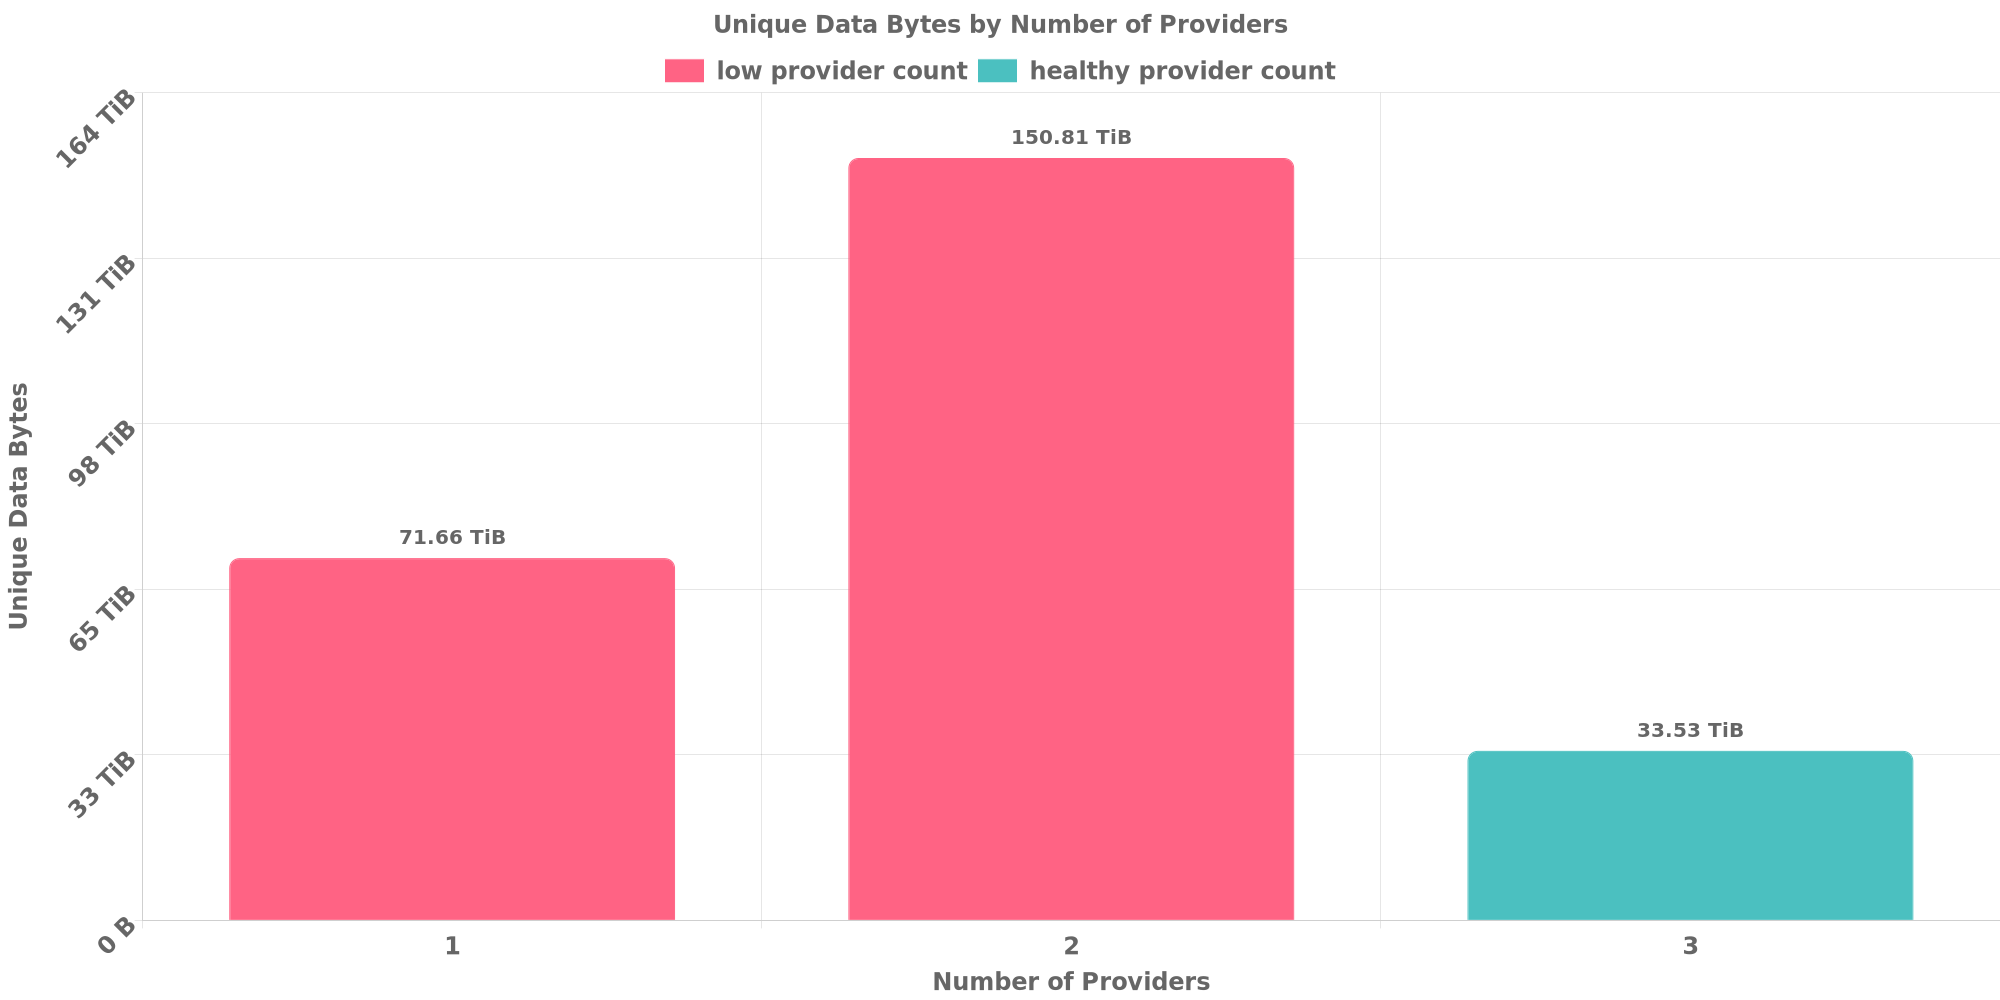 Unique Data Bytes by Number of Providers
low provider count healthy provider count
164 TiB
131 TiB
98 TiB
65 TiB
33 TiB
0 B
Unique Data Bytes
71.66 TiB
150.81 TiB
33.53 TiB
1 2 3
Number of Providers